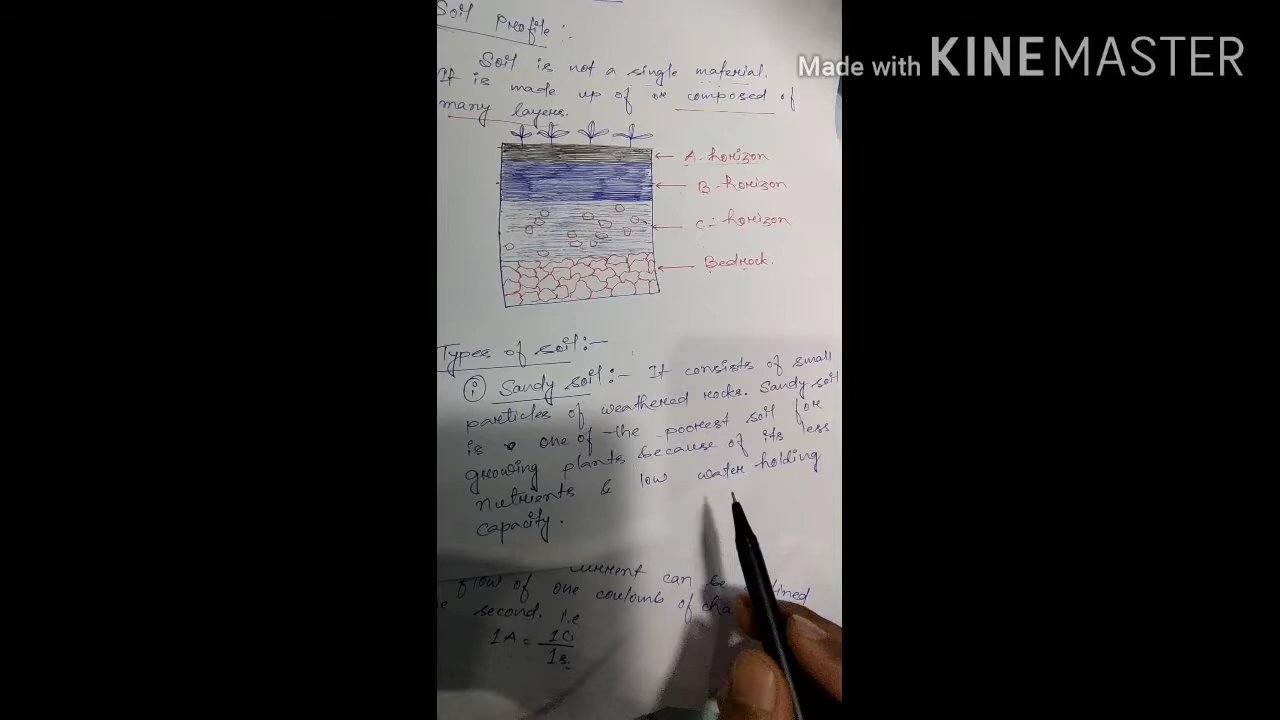 Soil Profile :.
Made with KINEMASTER
Soil is not a single material.
It is made up of or composed of
many layers.
A-horizon
B-horizon
C-horizon
Bedrock.
Types of soil:-
(i) Sandy soil:- It consists of small
particles of weathered rocks. Sandy soil
is one of the poorest soil for
growing plants because of its less
nutrients & low water holding
capacity.
current can be
flow of one coulomb of
second. i.e
1A = 1C
1s.